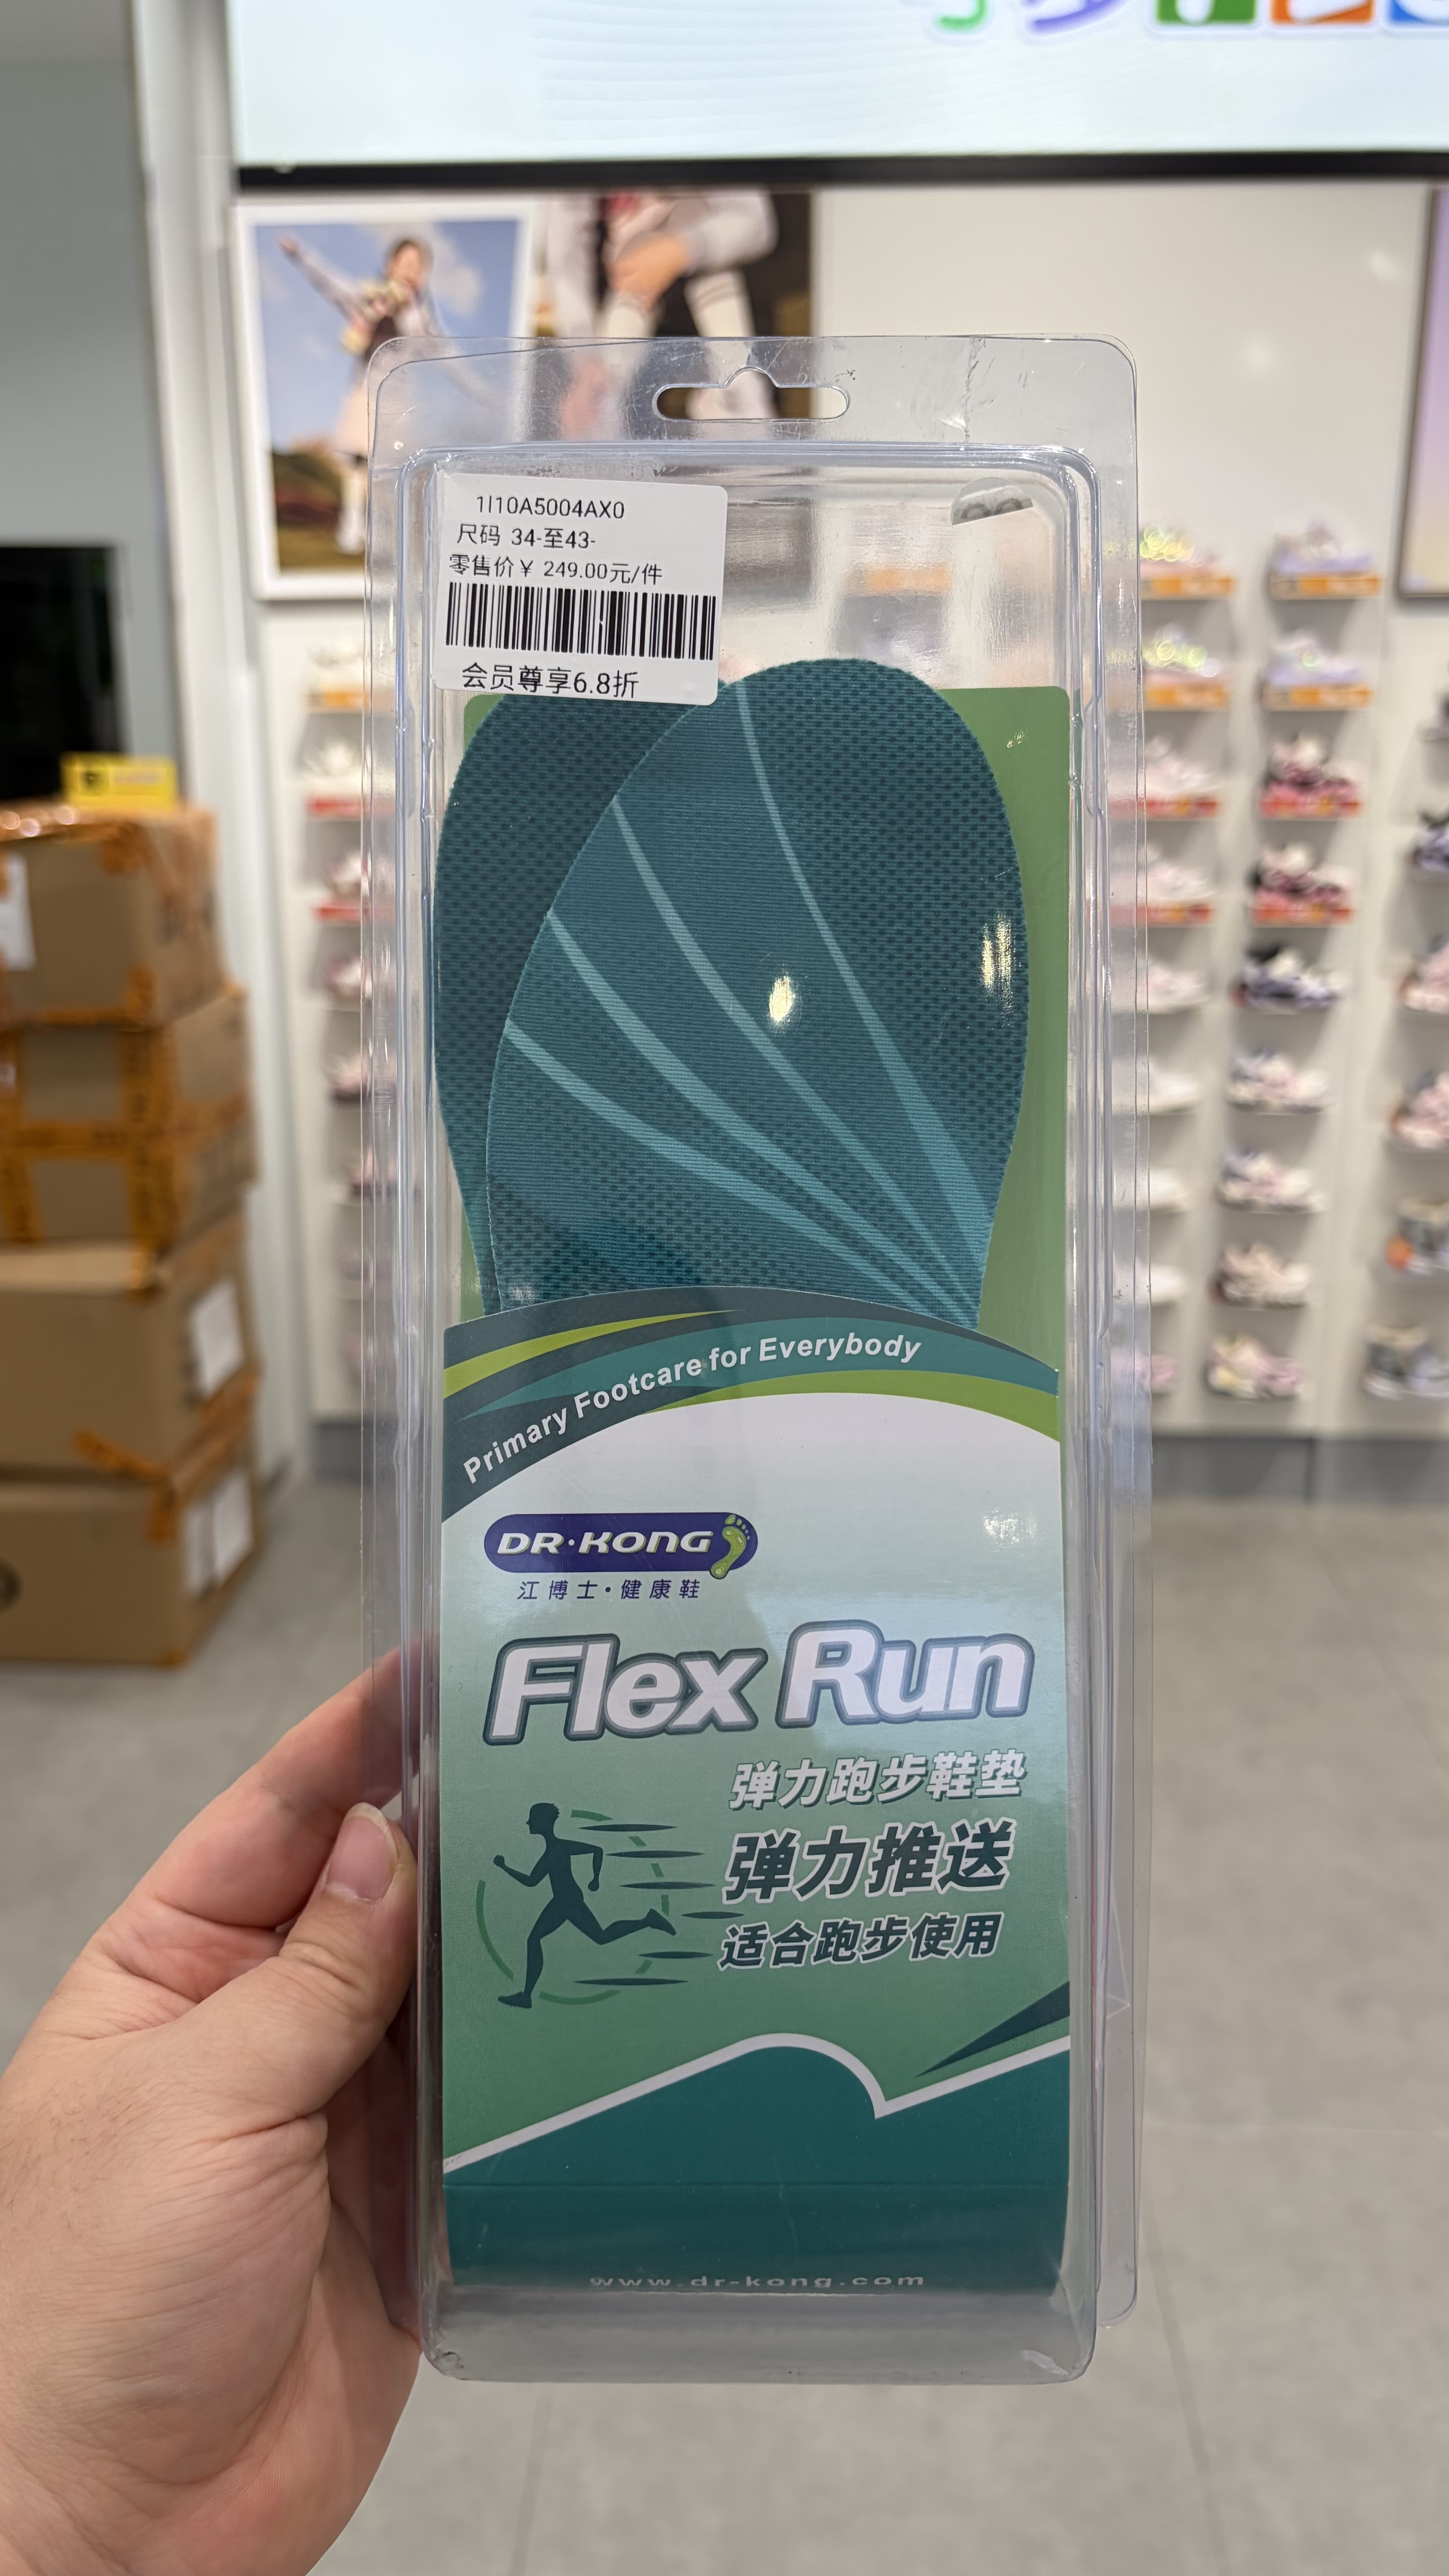 1I10A5004AX0
尺码 34-至43-
零售价￥ 249.00元/件
会员尊享6.8折
Primary Footcare for Everybody
DR·KONG
江博士·健康鞋
Flex Run
弹力跑步鞋垫
弹力推送
适合跑步使用
www.dr-kong.com